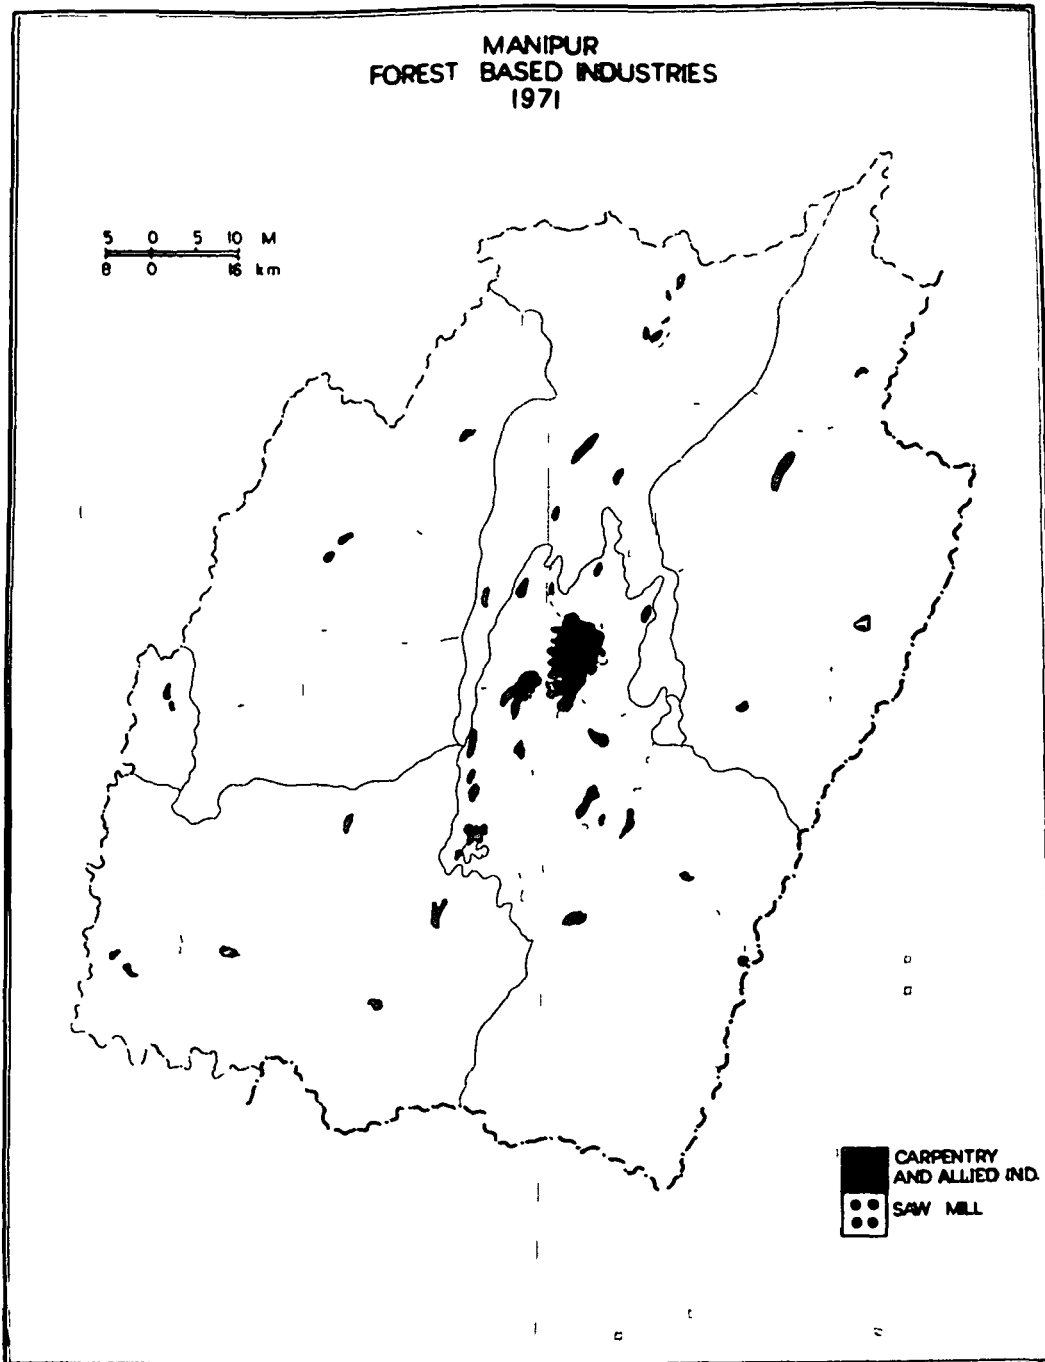 MANIPUR
FOREST BASED INDUSTRIES
1971
5 0 5 10 M
8 0 16 km
CARPENTRY
AND ALLIED IND.
SAW MILL